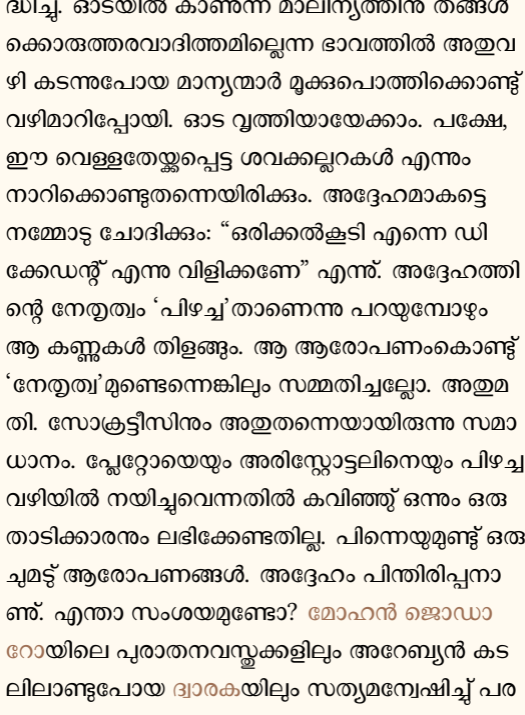 ദ്ധിച്ചു. ഓടയിൽ കാണുന്ന മാലിന്യത്തിനു തങ്ങൾ
ക്കൊരുത്തരവാദിത്തമില്ലെന്ന ഭാവത്തിൽ അതുവ
ഴി കടന്നുപോയ മാന്യന്മാർ മൂക്കുപൊത്തിക്കൊണ്ടു്
വഴിമാറിപ്പോയി. ഓട വൃത്തിയായേക്കാം. പക്ഷേ,
ഈ വെള്ളതേയ്ക്കപ്പെട്ട ശവക്കല്ലറകൾ എന്നും
നാറിക്കൊണ്ടുതന്നെയിരിക്കും. അദ്ദേഹമാകട്ടെ
നമ്മോടു ചോദിക്കും: “ഒരിക്കൽകൂടി എന്നെ ഡി
ക്കേഡന്റ് എന്നു വിളിക്കണേ” എന്നു്. അദ്ദേഹത്തി
ന്റെ നേതൃത്വം ‘പിഴച്ച’താണെന്നു പറയുമ്പോഴും
ആ കണ്ണുകൾ തിളങ്ങും. ആ ആരോപണംകൊണ്ടു്
‘നേതൃത്വ’മുണ്ടെന്നെങ്കിലും സമ്മതിച്ചല്ലോ. അതുമ
തി. സോക്രട്ടീസിനും അതുതന്നെയായിരുന്നു സമാ
ധാനം. പ്ലേറ്റോയെയും അരിസ്റ്റോട്ടലിനെയും പിഴച്ച
വഴിയിൽ നയിച്ചുവെന്നതിൽ കവിഞ്ഞു് ഒന്നും ഒരു
താടിക്കാരനും ലഭിക്കേണ്ടതില്ല. പിന്നെയുമുണ്ടു് ഒരു
ചുമടു് ആരോപണങ്ങൾ. അദ്ദേഹം പിന്തിരിപ്പനാ
ണു്. എന്താ സംശയമുണ്ടോ? മോഹൻ ജൊഡാ
റോയിലെ പുരാതനവസ്തുക്കളിലും അറേബ്യൻ കട
ലിലാണ്ടുപോയ ദ്വാരകയിലും സത്യമന്വേഷിച്ചു് പര